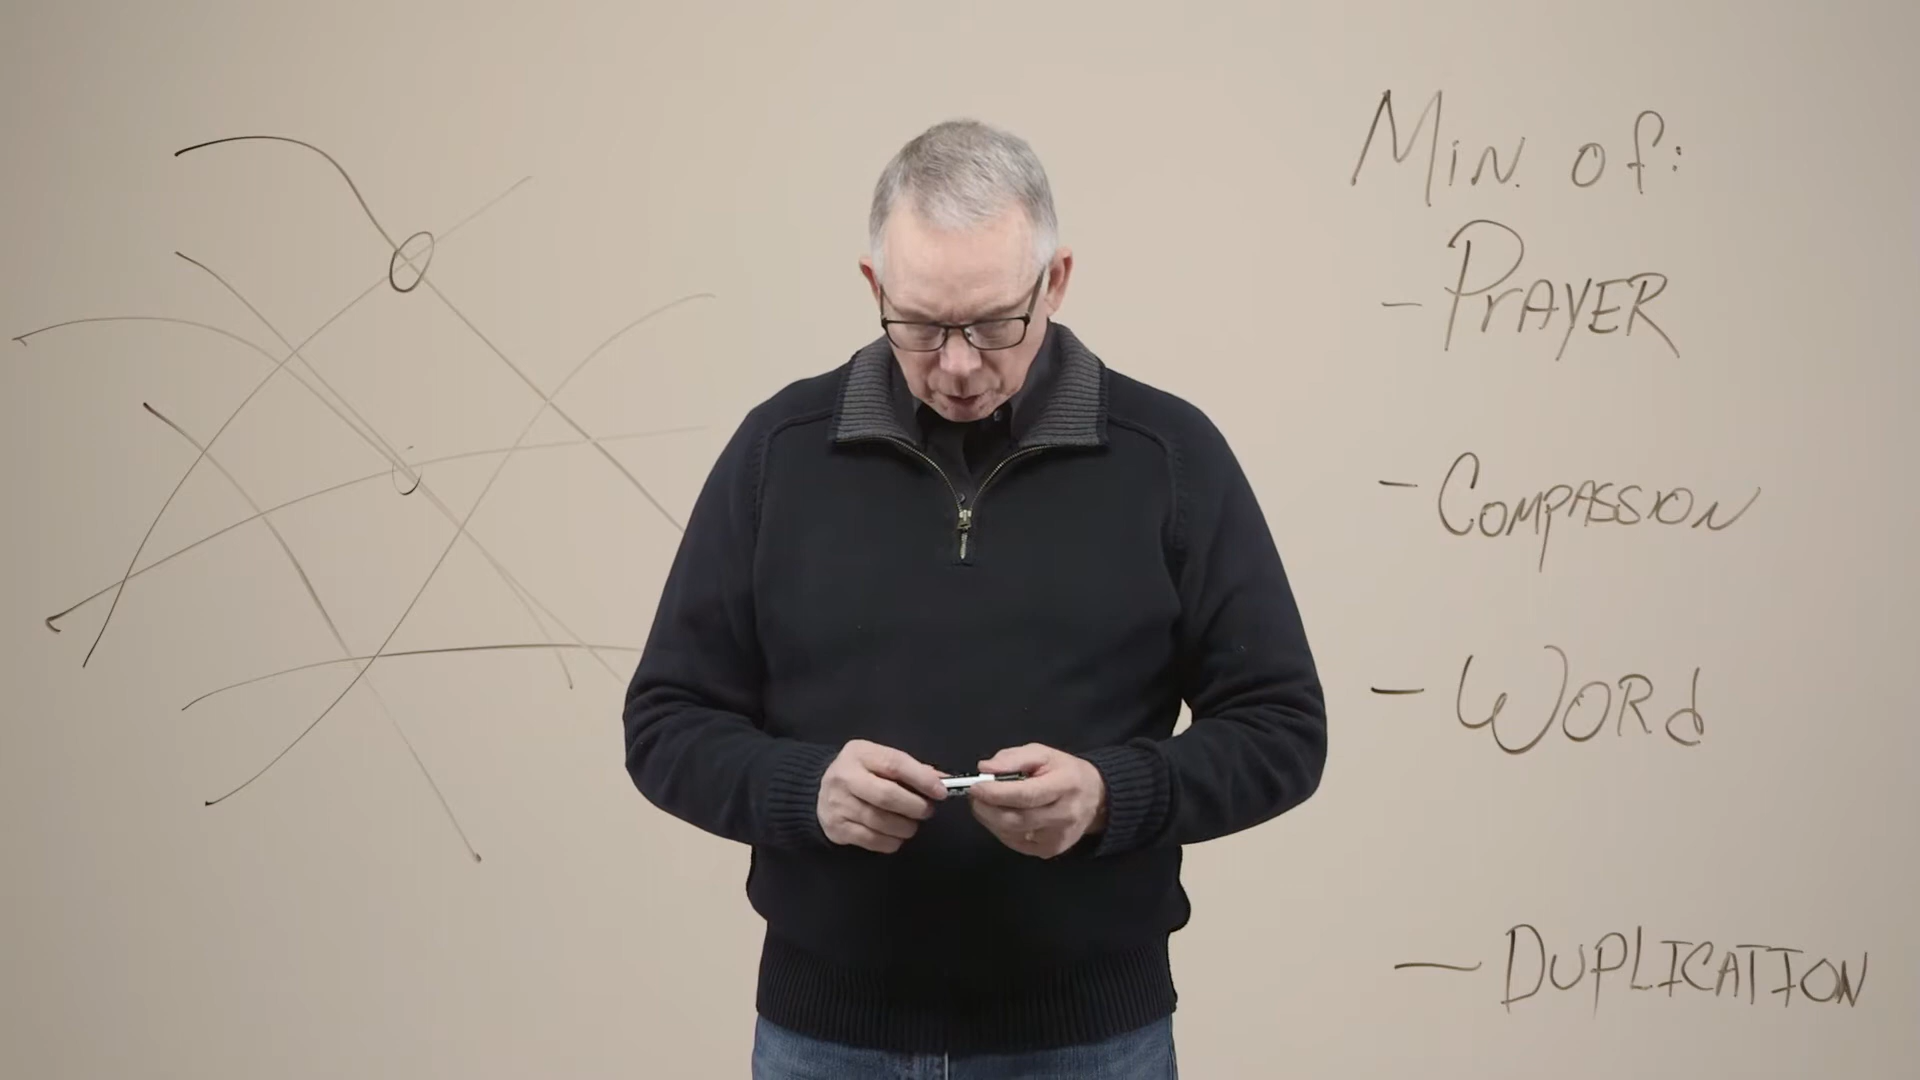 Min. of:
- PrAYER
- COMPASSION
- WORd
- DUPLICATION